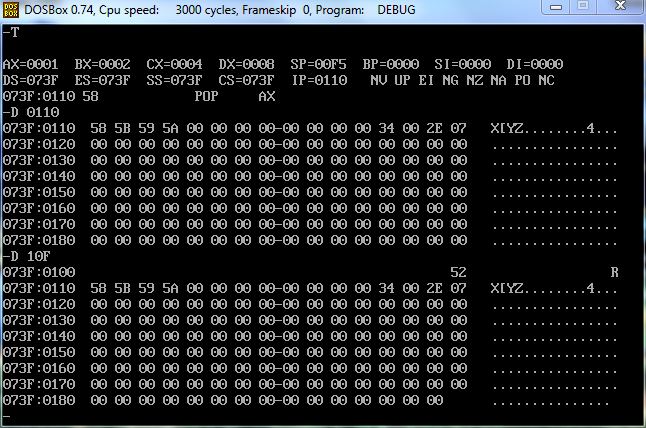 DOSBox 0.74, Cpu speed: 3000 cycles, Frameskip 0, Program: DEBUG
-T
AX=0001 BX=0002 CX=0004 DX=0008 SP=00F5 BP=0000 SI=0000 DI=0000
DS=073F ES=073F SS=073F CS=073F IP=0110 NV UP EI NG NZ NA PO NC
073F:0110 58 POP AX
-D 0110
073F:0110 58 5B 59 5A 00 00 00 00-00 00 00 00 34 00 2E 07 X[YZ........4...
073F:0120 00 00 00 00 00 00 00 00-00 00 00 00 00 00 00 00 ................
073F:0130 00 00 00 00 00 00 00 00-00 00 00 00 00 00 00 00 ................
073F:0140 00 00 00 00 00 00 00 00-00 00 00 00 00 00 00 00 ................
073F:0150 00 00 00 00 00 00 00 00-00 00 00 00 00 00 00 00 ................
073F:0160 00 00 00 00 00 00 00 00-00 00 00 00 00 00 00 00 ................
073F:0170 00 00 00 00 00 00 00 00-00 00 00 00 00 00 00 00 ................
073F:0180 00 00 00 00 00 00 00 00-00 00 00 00 00 00 00 00 ................
-D 10F
073F:0100 52 R
073F:0110 58 5B 59 5A 00 00 00 00-00 00 00 00 34 00 2E 07 X[YZ........4...
073F:0120 00 00 00 00 00 00 00 00-00 00 00 00 00 00 00 00 ................
073F:0130 00 00 00 00 00 00 00 00-00 00 00 00 00 00 00 00 ................
073F:0140 00 00 00 00 00 00 00 00-00 00 00 00 00 00 00 00 ................
073F:0150 00 00 00 00 00 00 00 00-00 00 00 00 00 00 00 00 ................
073F:0160 00 00 00 00 00 00 00 00-00 00 00 00 00 00 00 00 ................
073F:0170 00 00 00 00 00 00 00 00-00 00 00 00 00 00 00 00 ................
073F:0180 00 00 00 00 00 00 00 00-00 00 00 00 00 00 00 ...............
-